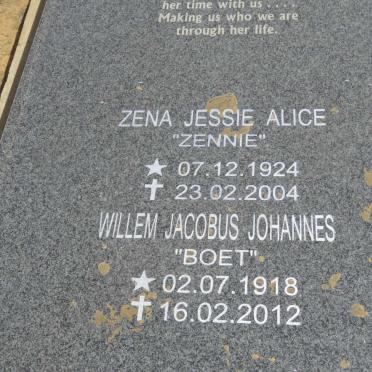 her time with us . . . .
Making us who we are
through her life.
ZENA JESSIE ALICE
"ZENNIE"
★ 07.12.1924
✝ 23.02.2004
WILLEM JACOBUS JOHANNES
"BOET"
★ 02.07.1918
✝ 16.02.2012